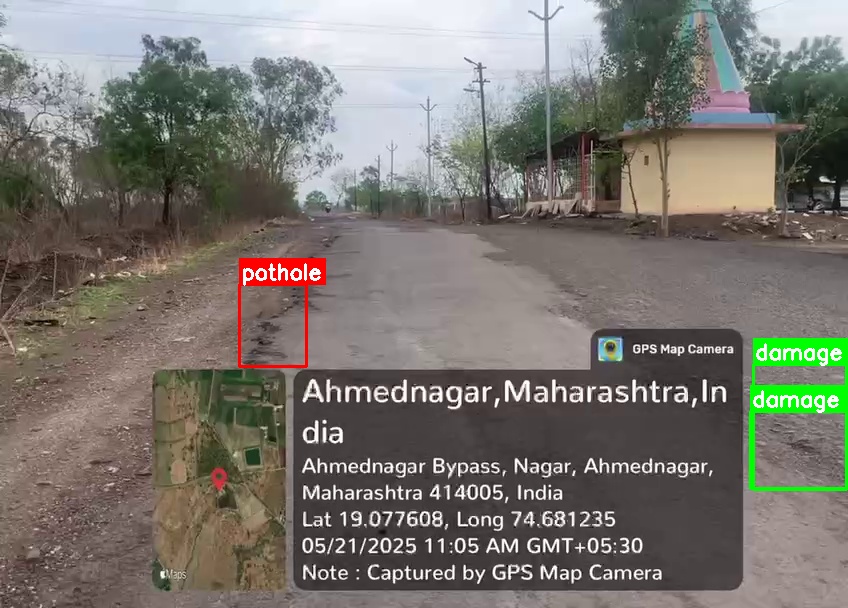 pothole
GPS Map Camera
damage
damage
Ahmednagar,Maharashtra,In
dia
Ahmednagar Bypass, Nagar, Ahmednagar,
Maharashtra 414005, India
Lat 19.077608, Long 74.681235
05/21/2025 11:05 AM GMT+05:30
Note : Captured by GPS Map Camera
Maps